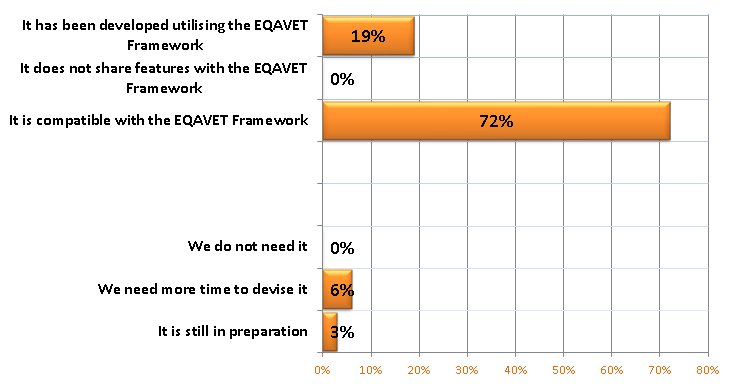 It has been developed utilising the EQAVET
Framework
19%
It does not share features with the EQAVET
Framework
0%
It is compatible with the EQAVET Framework
72%
We do not need it
0%
We need more time to devise it
6%
It is still in preparation
3%
0% 10% 20% 30% 40% 50% 60% 70% 80%